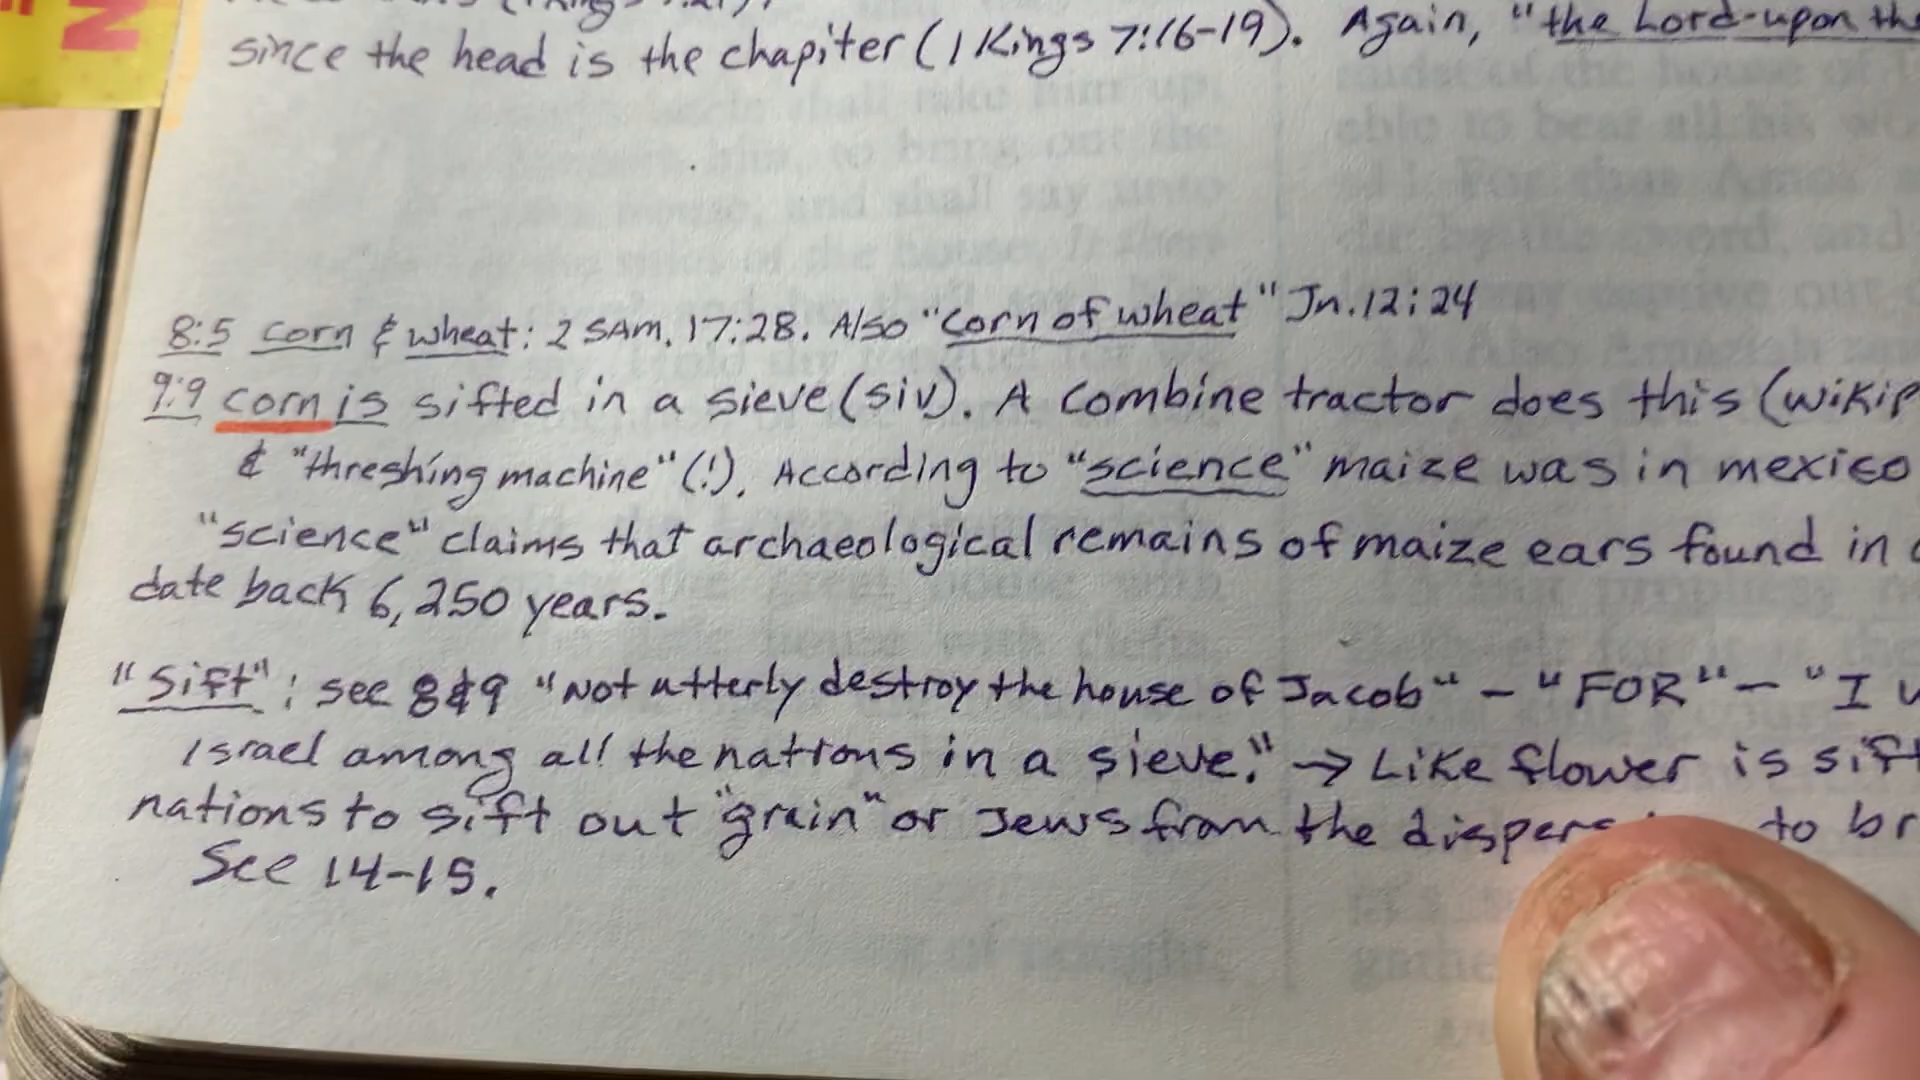 since the head is the chapiter (1 Kings 7:16-19). Again, "the Lord-upon the
8:5 corn & wheat: 2 SAM. 17:28. Also "corn of wheat" Jn. 12:24
9:9 corn is sifted in a sieve (siv). A combine tractor does this (wikip
& "threshing machine" (!). According to "science" maize was in mexico
"science" claims that archaeological remains of maize ears found in
date back 6,250 years.
"Sift": see 8&9 "Not utterly destroy the house of Jacob" - "FOR" - "I
Israel among all the nations in a sieve." → Like flower is sift
nations to sift out "grain" or Jews from the to br
See 14-15.